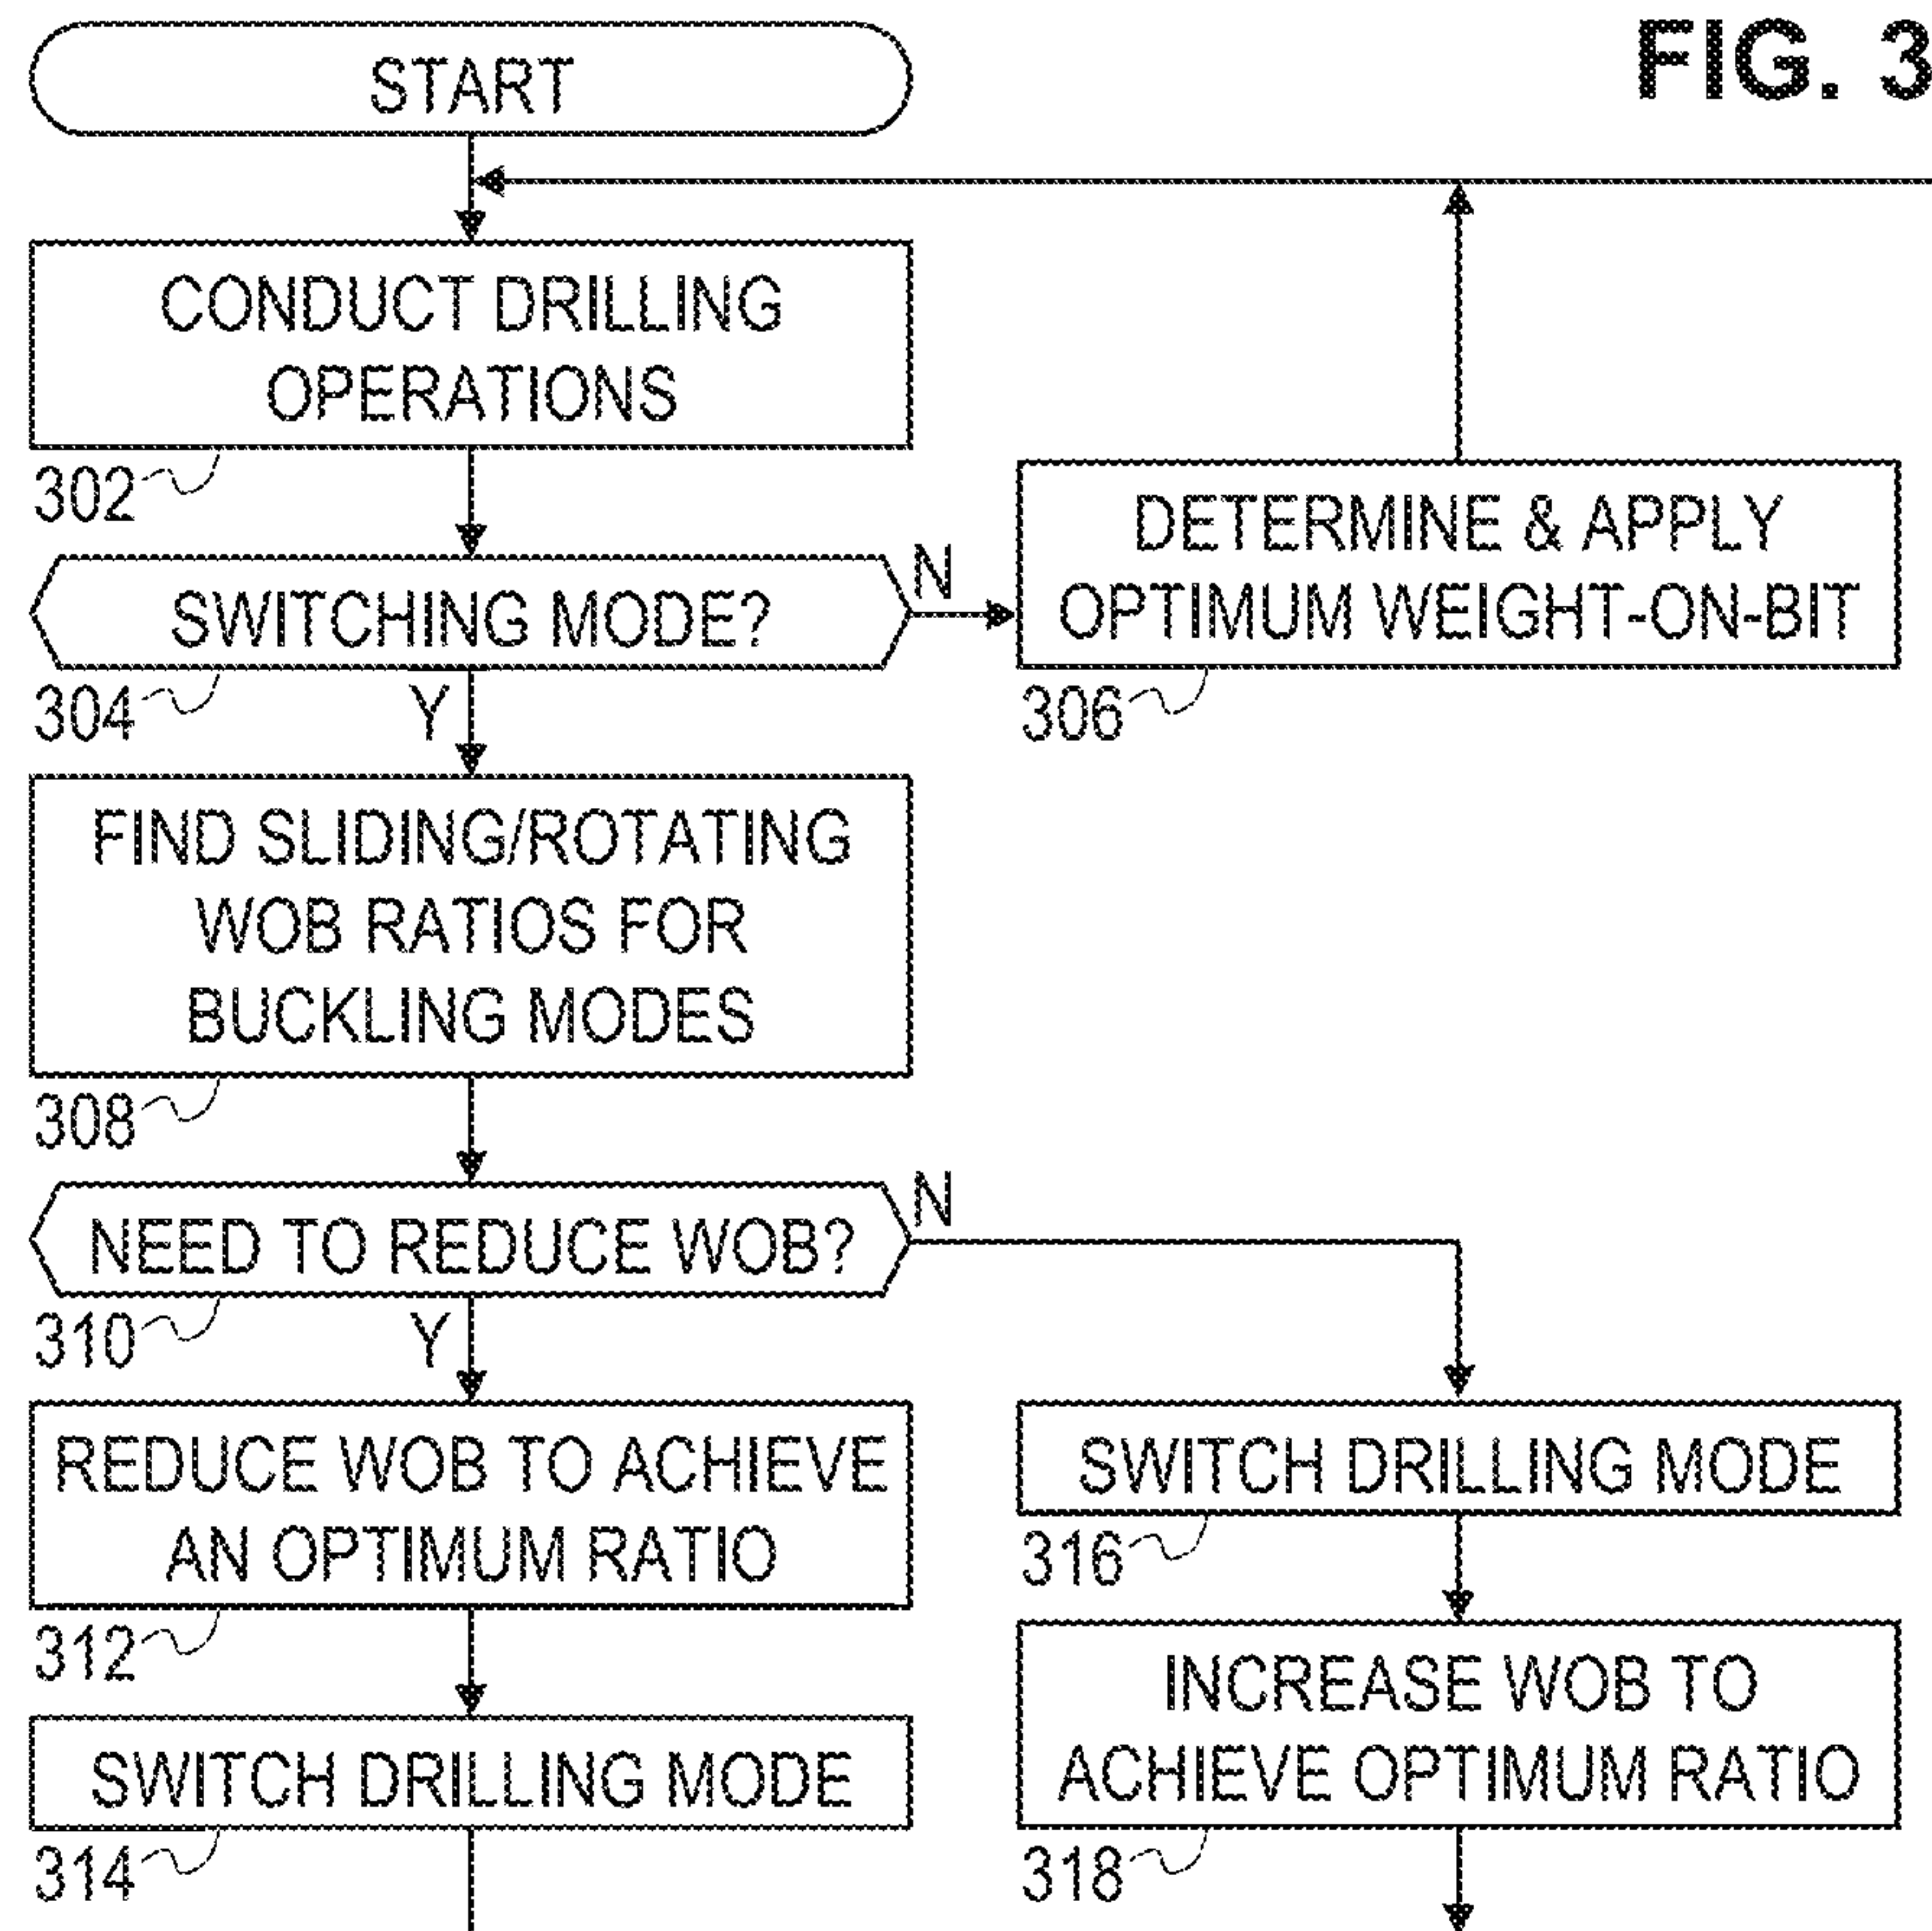 FIG. 3
START
CONDUCT DRILLING
OPERATIONS
302
SWITCHING MODE?
N
304
Y
DETERMINE & APPLY
OPTIMUM WEIGHT-ON-BIT
306
FIND SLIDING/ROTATING
WOB RATIOS FOR
BUCKLING MODES
308
NEED TO REDUCE WOB?
N
310
Y
REDUCE WOB TO ACHIEVE
AN OPTIMUM RATIO
312
SWITCH DRILLING MODE
314
SWITCH DRILLING MODE
316
INCREASE WOB TO
ACHIEVE OPTIMUM RATIO
318